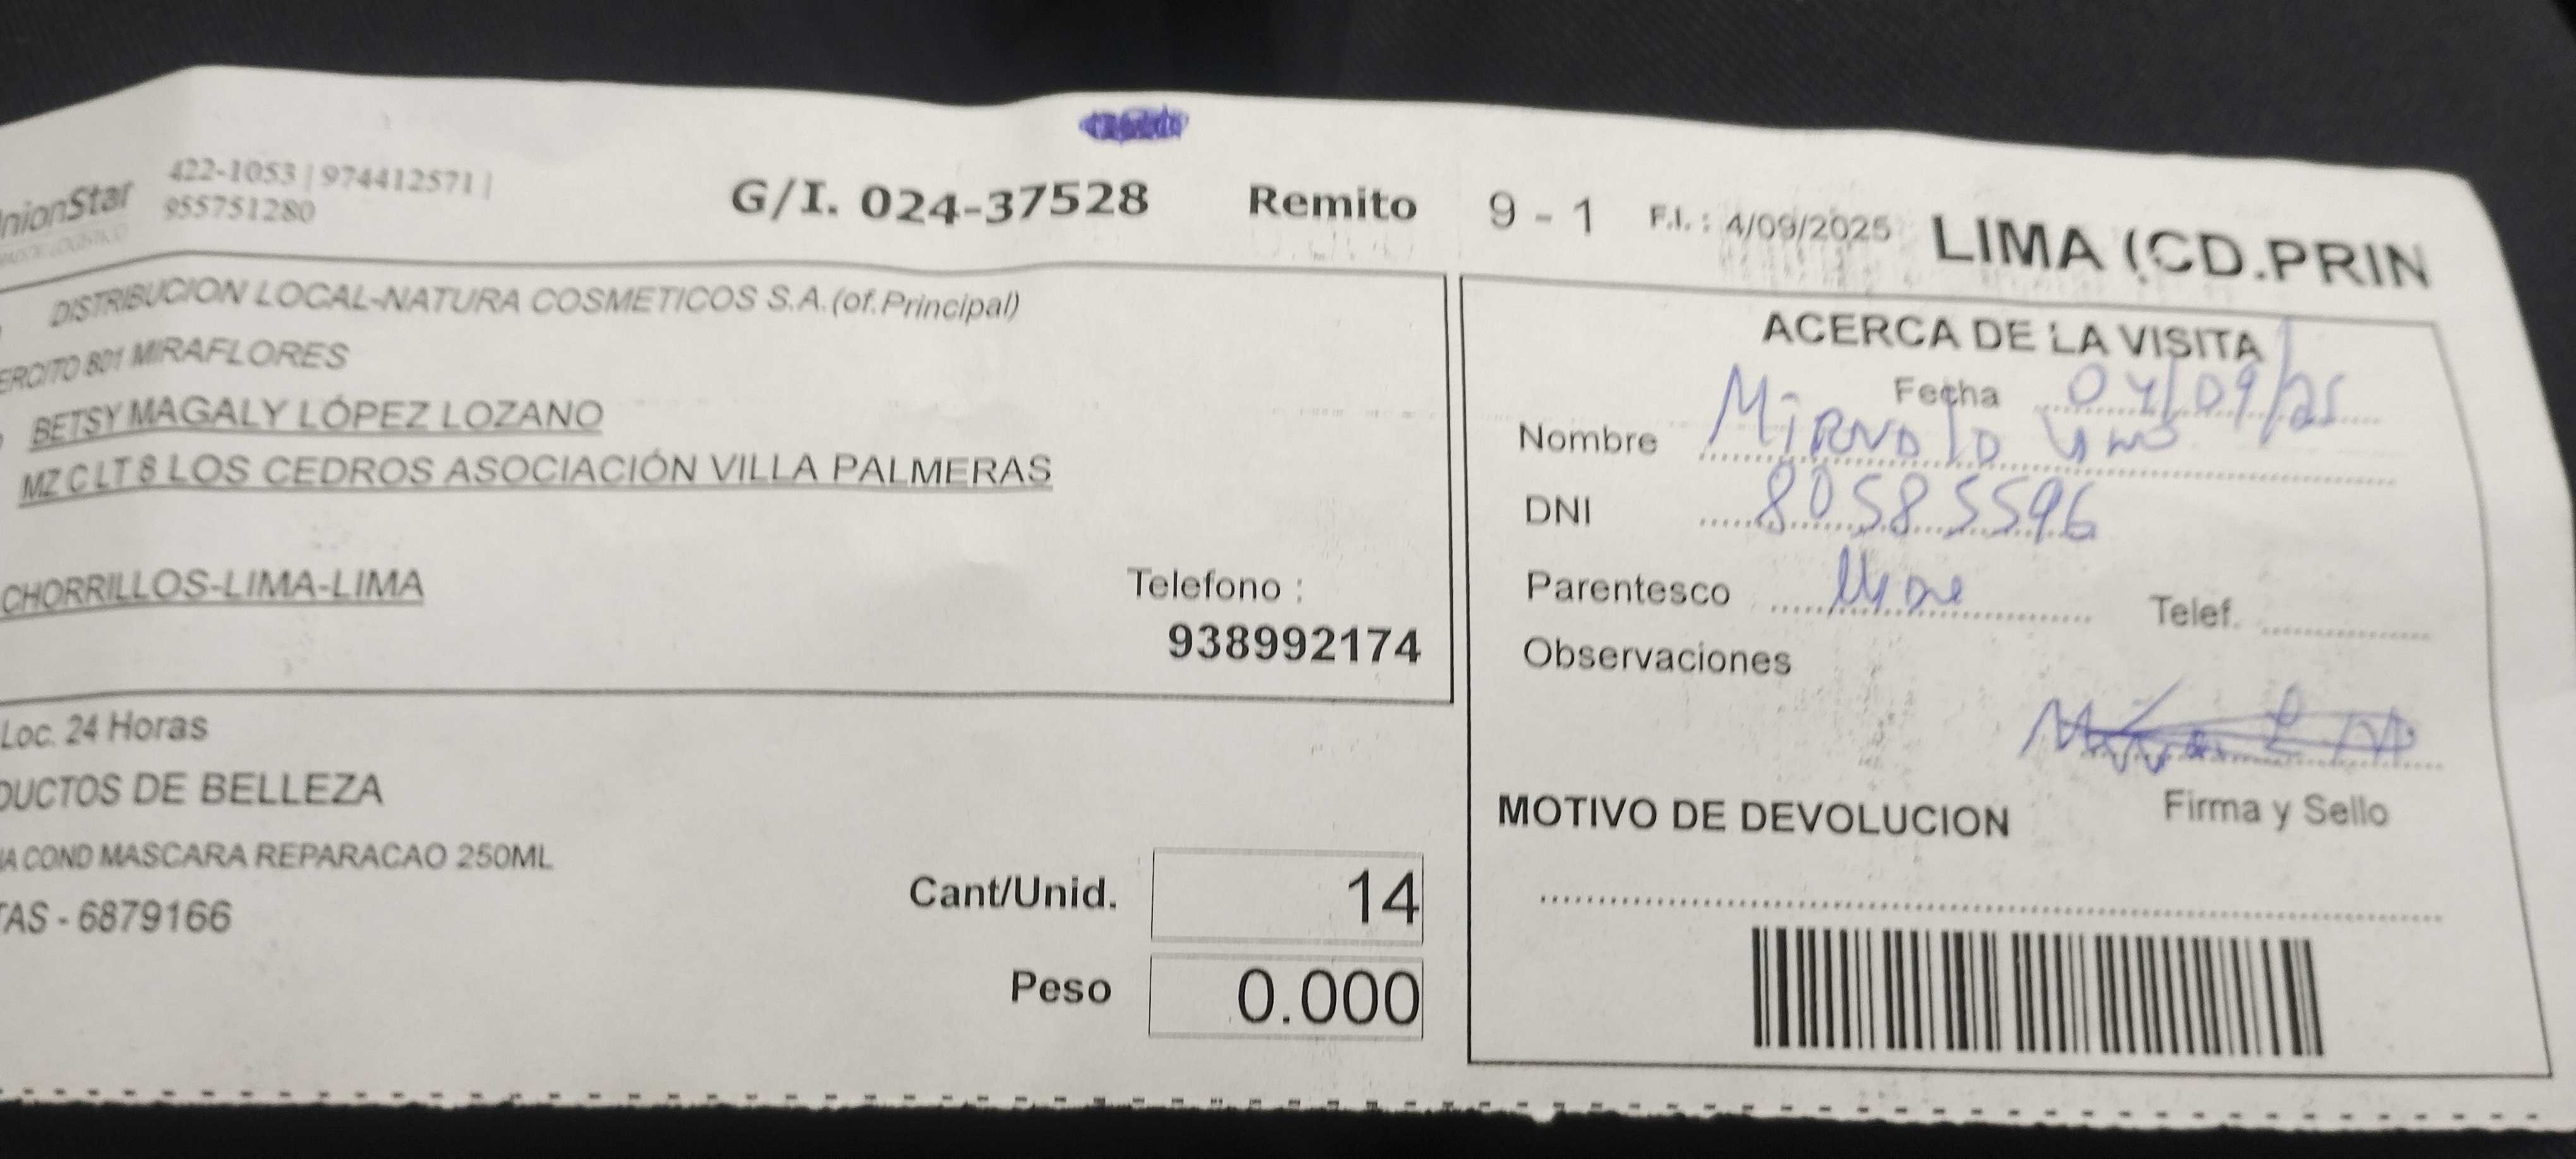 nionStar 422-1053 | 974412571 |
955751280
G/I. 024-37528 Remito 9 - 1 F.I. : 4/09/2025 LIMA (CD.PRIN
DISTRIBUCION LOCAL-NATURA COSMETICOS S.A.(of.Principal)
ERCITO 801 MIRAFLORES
BETSY MAGALY LÓPEZ LOZANO
MZ C LT 8 LOS CEDROS ASOCIACIÓN VILLA PALMERAS
CHORRILLOS-LIMA-LIMA
Telefono :
938992174
Loc. 24 Horas
DUCTOS DE BELLEZA
A COND MASCARA REPARACAO 250ML
TAS - 6879166
Cant/Unid. 14
Peso 0.000
ACERCA DE LA VISITA
Fecha 04/09/25
Nombre
DNI 80585596
Parentesco
Telef.
Observaciones
Firma y Sello
MOTIVO DE DEVOLUCION